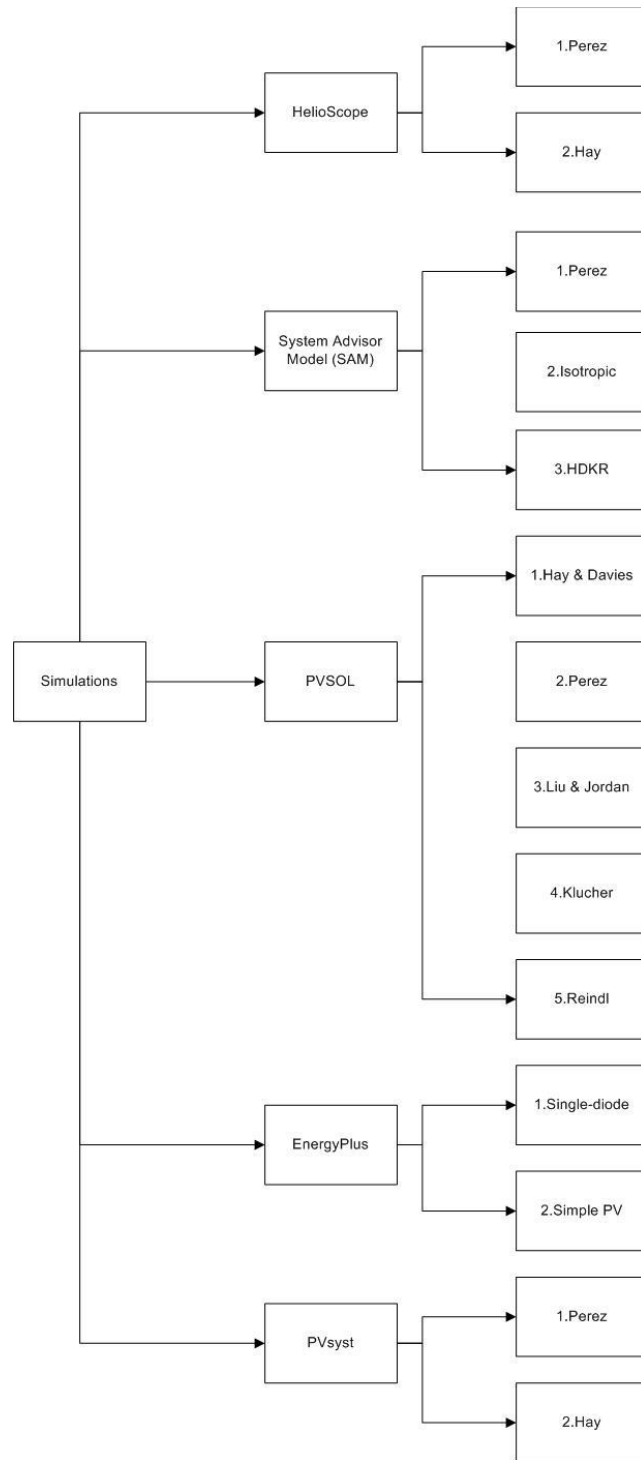 1.Perez
HelioScope
2.Hay
1.Perez
System Advisor
Model (SAM)
2.Isotropic
3.HDKR
1.Hay & Davies
Simulations
PVSOL
2.Perez
3.Liu & Jordan
4.Klucher
5.Reindl
1.Single-diode
EnergyPlus
2.Simple PV
1.Perez
PVsyst
2.Hay